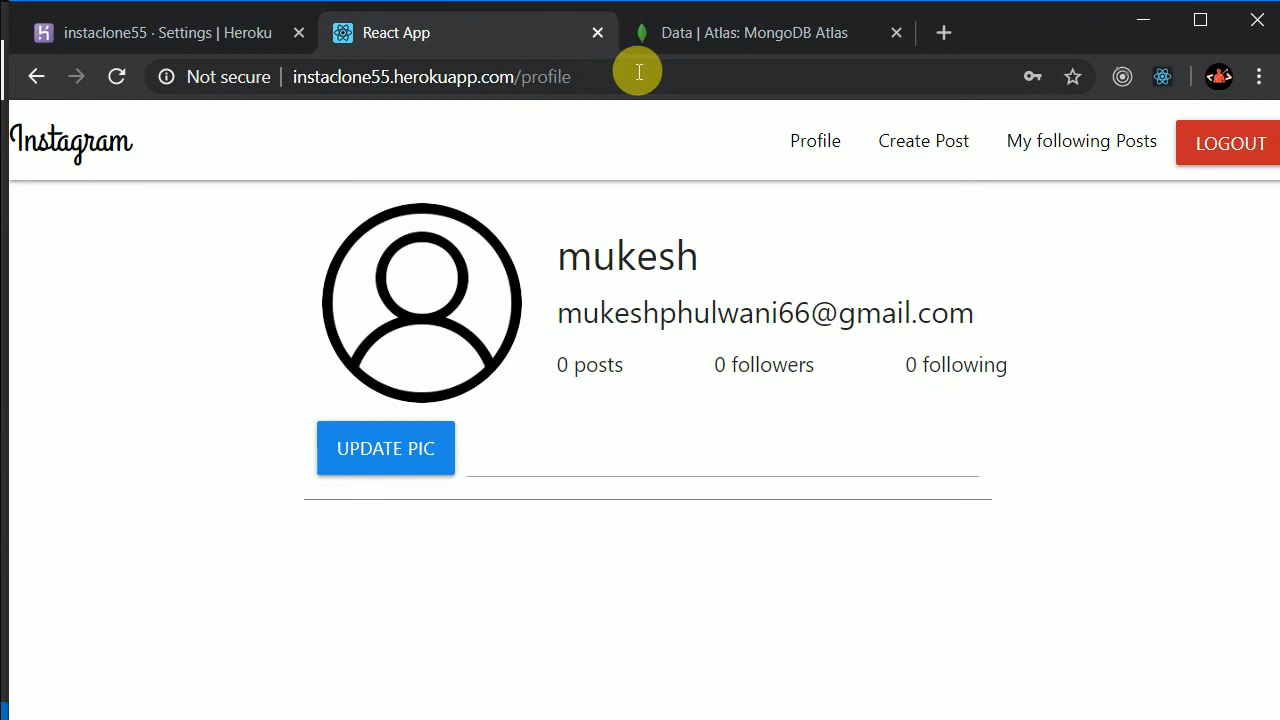 instaclone55 · Settings | Heroku
React App
Data | Atlas: MongoDB Atlas
Not secure | instaclone55.herokuapp.com/profile
Instagram
Profile
Create Post
My following Posts
LOGOUT
mukesh
mukeshphulwani66@gmail.com
0 posts
0 followers
0 following
UPDATE PIC